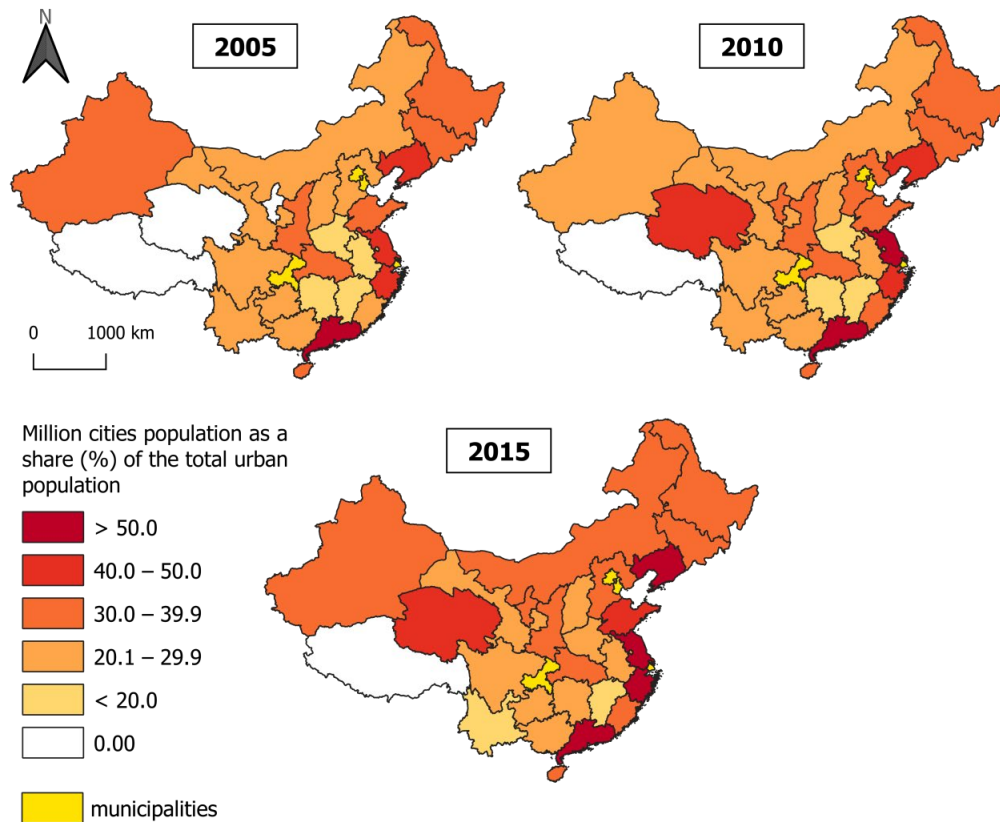 N
2005
2010
0 1000 km
2015
Million cities population as a
share (%) of the total urban
population
> 50.0
40.0 – 50.0
30.0 – 39.9
20.1 – 29.9
< 20.0
0.00
municipalities